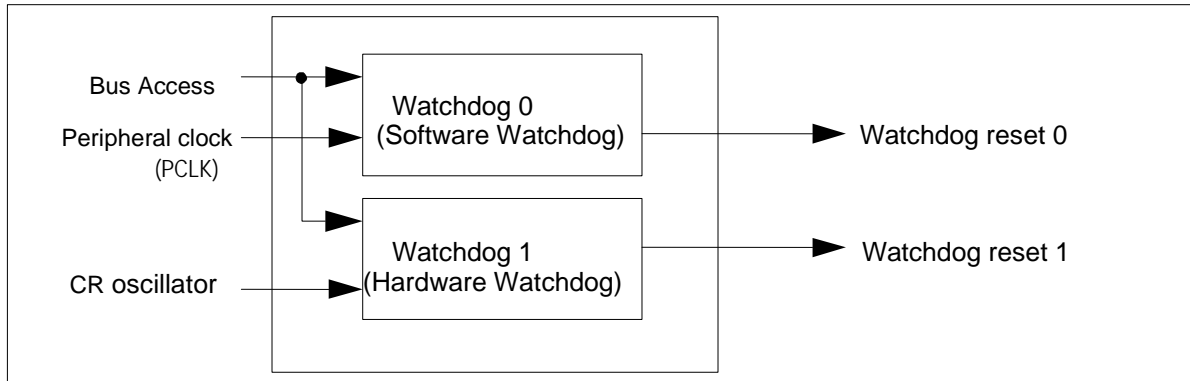 Bus Access
Peripheral clock
(PCLK)
CR oscillator
Watchdog 0
(Software Watchdog)
Watchdog 1
(Hardware Watchdog)
Watchdog reset 0
Watchdog reset 1